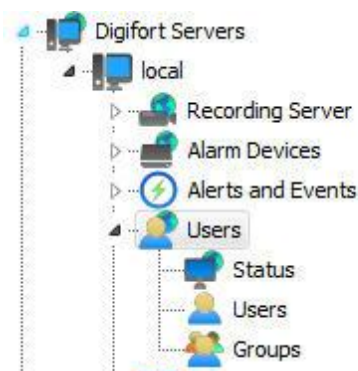 Digifort Servers
local
Recording Server
Alarm Devices
Alerts and Events
Users
Status
Users
Groups